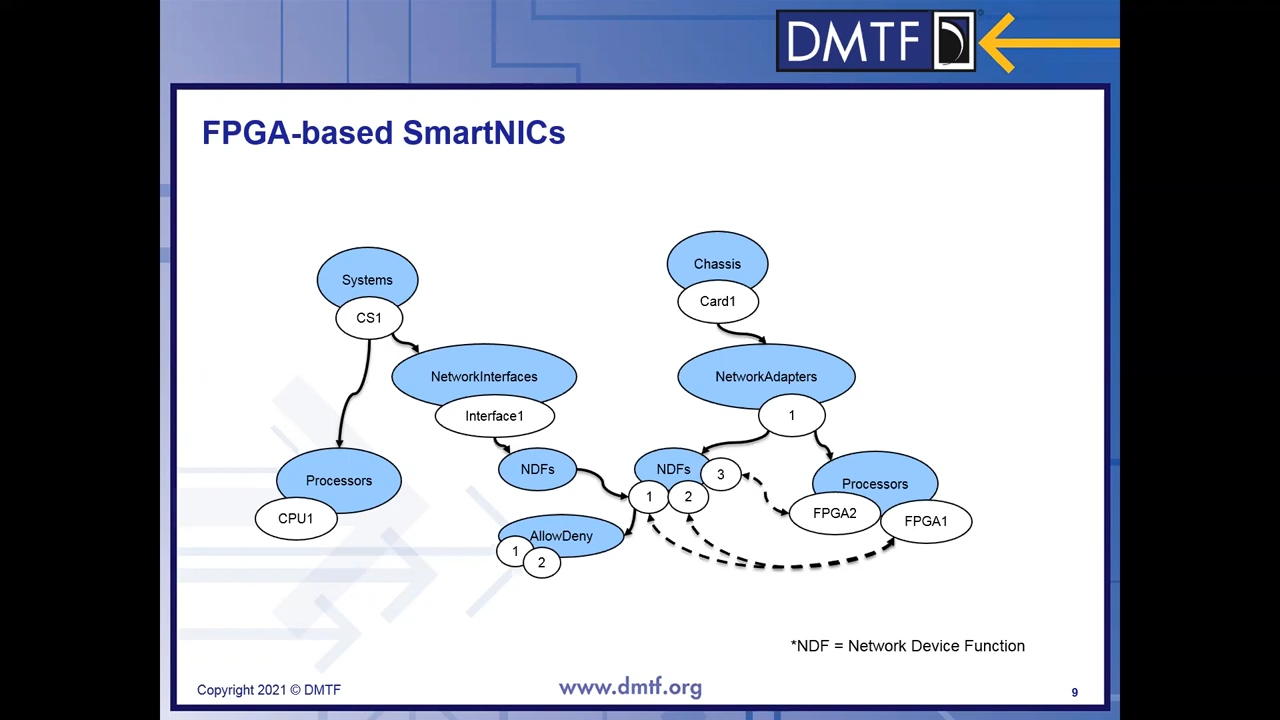 DMTF
FPGA-based SmartNICs
Systems
CS1
Chassis
Card1
NetworkInterfaces
Interface1
NetworkAdapters
1
Processors
CPU1
NDFs
NDFs
1
2
3
Processors
FPGA2
FPGA1
AllowDeny
1
2
*NDF = Network Device Function
Copyright 2021 © DMTF
www.dmtf.org
9